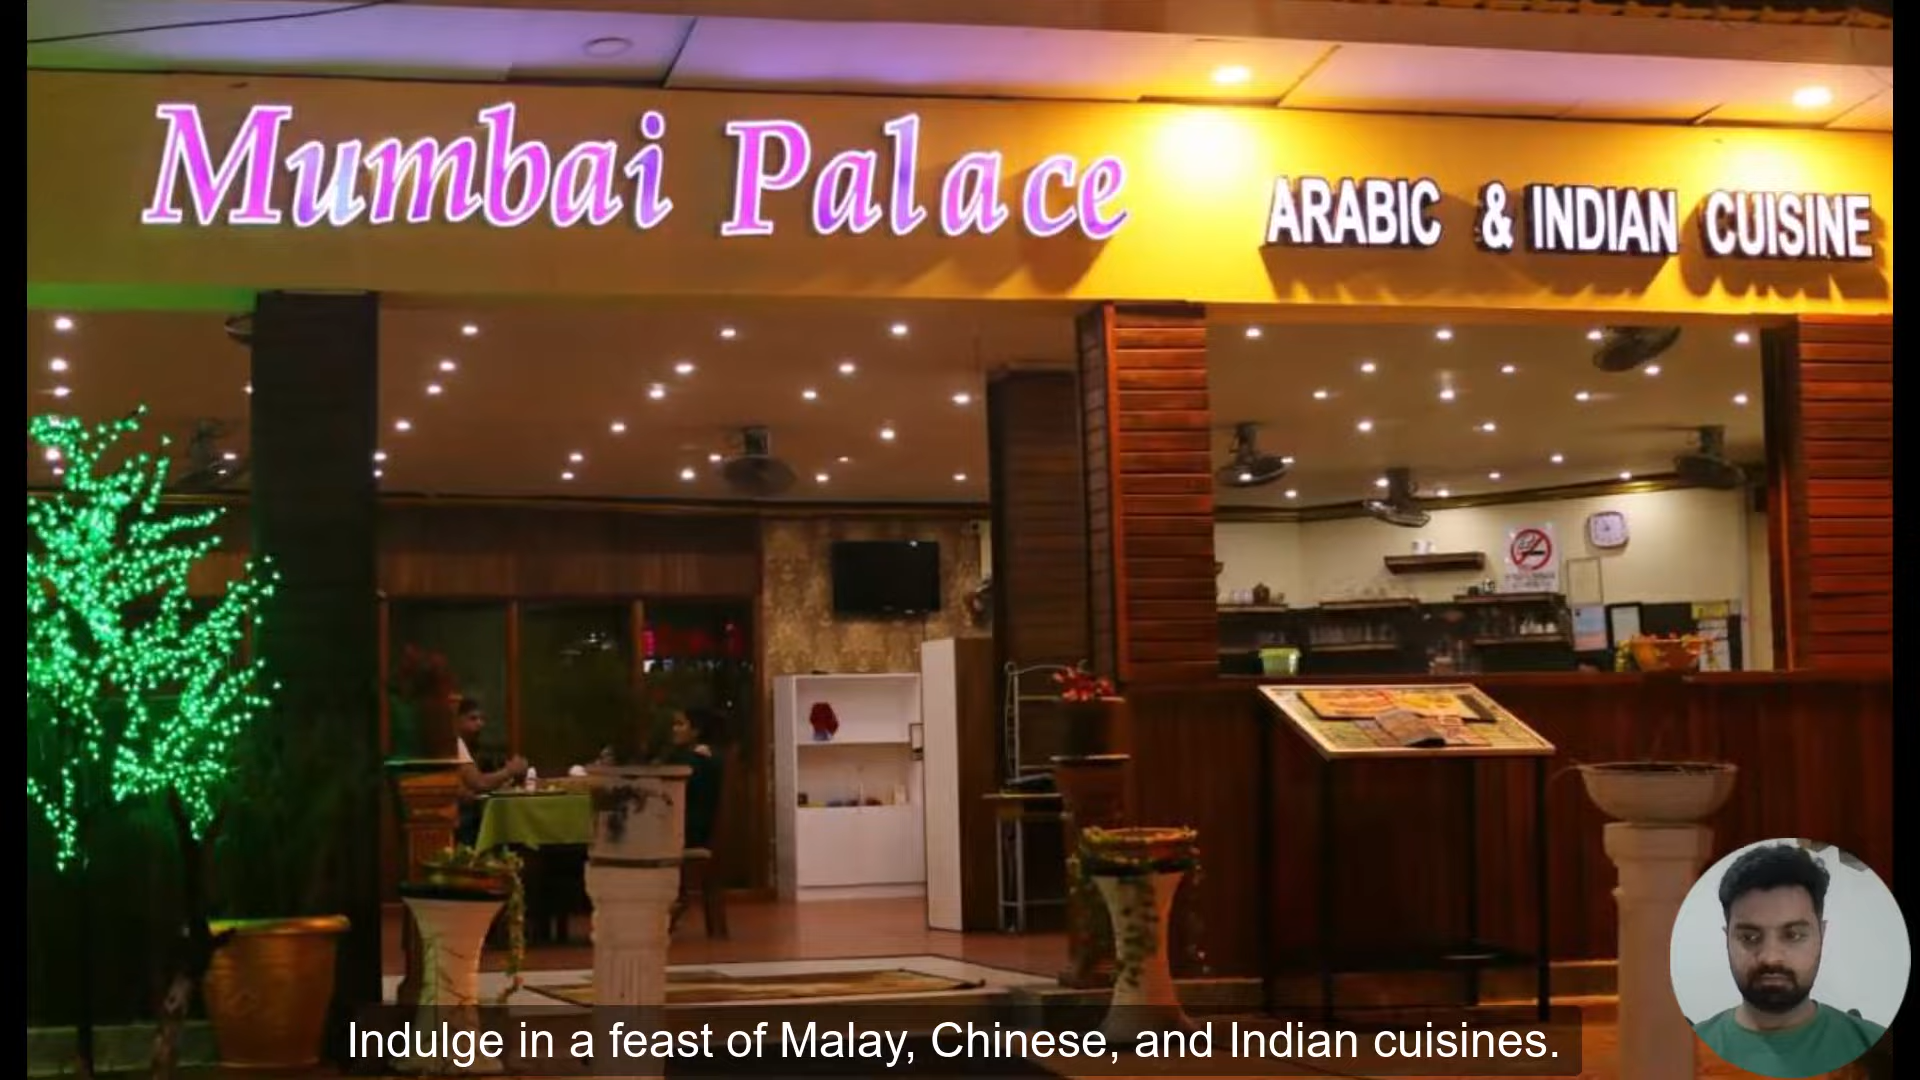 Mumbai Palace
ARABIC & INDIAN CUISINE
Indulge in a feast of Malay, Chinese, and Indian cuisines.